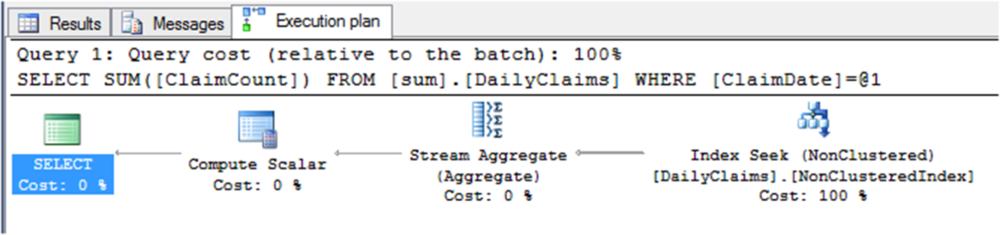 Results Messages Execution plan
Query 1: Query cost (relative to the batch): 100%
SELECT SUM([ClaimCount]) FROM [sum].[DailyClaims] WHERE [ClaimDate]=@1
SELECT
Cost: 0 %
Compute Scalar
Cost: 0 %
Stream Aggregate
(Aggregate)
Cost: 0 %
Index Seek (NonClustered)
[DailyClaims].[NonClusteredIndex]
Cost: 100 %